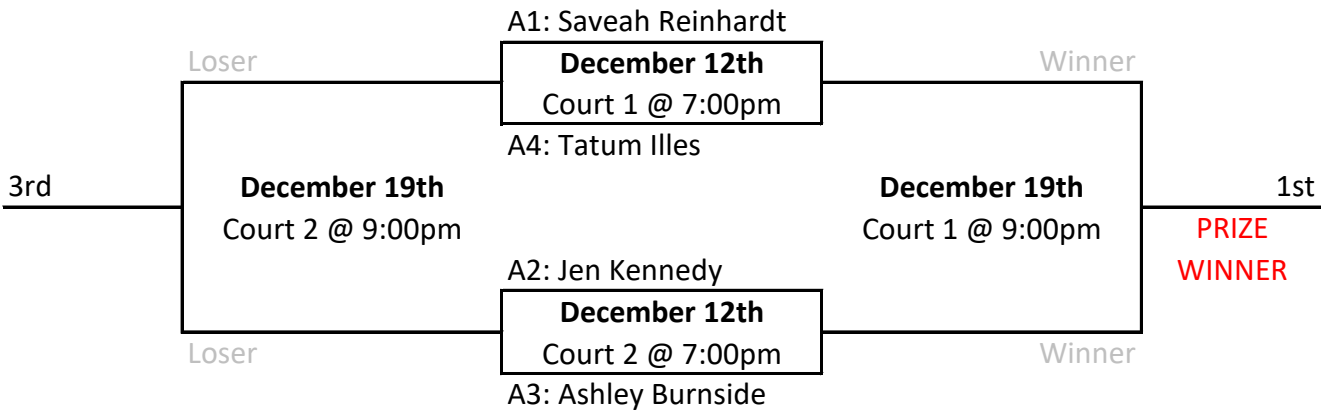 A1: Saveah Reinhardt
Loser
December 12th
Winner
Court 1 @ 7:00pm
A4: Tatum Illes
3rd
December 19th
December 19th
1st
Court 2 @ 9:00pm
Court 1 @ 9:00pm
PRIZE
A2: Jen Kennedy
WINNER
December 12th
Loser
Court 2 @ 7:00pm
Winner
A3: Ashley Burnside